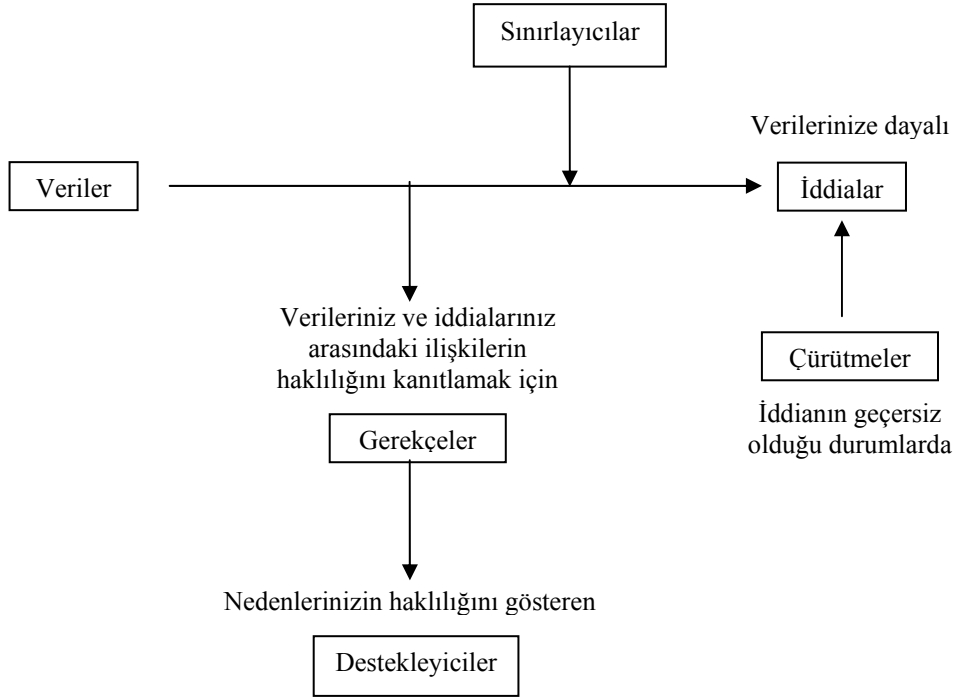 Sınırlayıcılar
Verilerinize dayalı
Veriler
İddialar
Verileriniz ve iddialarınız
arasındaki ilişkilerin
haklılığını kanıtlamak için
Çürütmeler
İddianın geçersiz
olduğu durumlarda
Gerekçeler
Nedenlerinizin haklılığını gösteren
Destekleyiciler